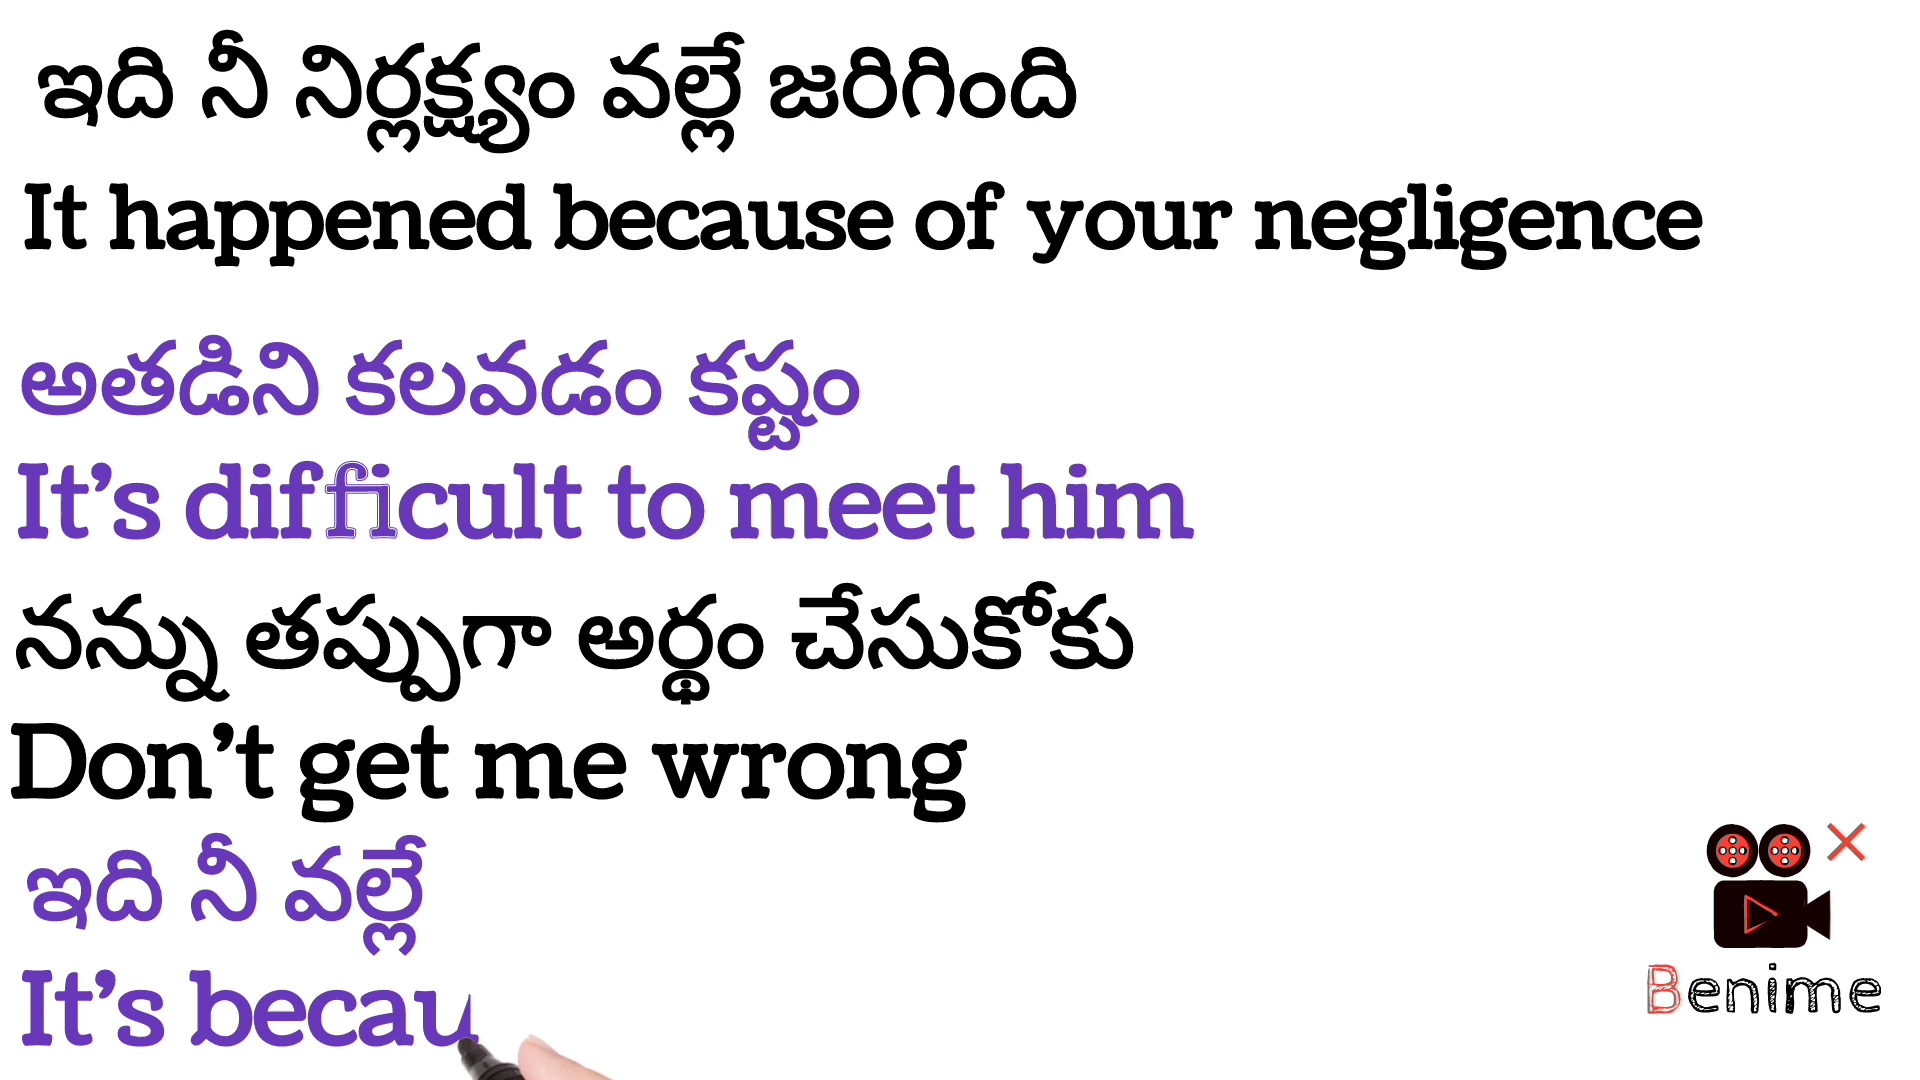 ఇది నీ నిర్లక్ష్యం వల్లే జరిగింది
It happened because of your negligence
అతడిని కలవడం కష్టం
It’s difficult to meet him
నన్ను తప్పుగా అర్థం చేసుకోకు
Don’t get me wrong
ఇది నీ వల్లే
It’s becau
Benime